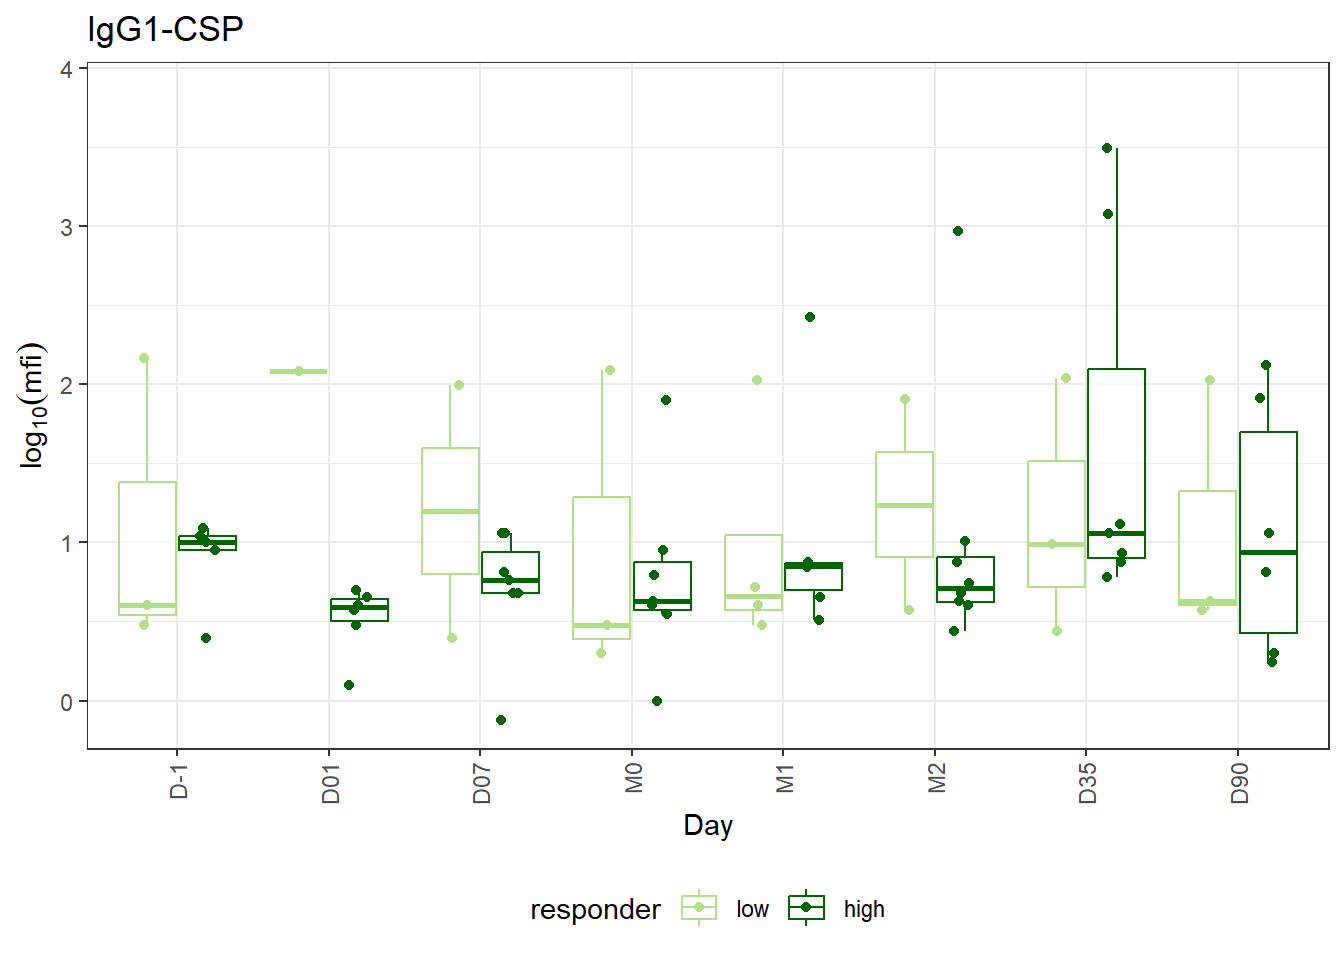 IgG1-CSP
4
3
2
1
0
log10(mfi)
D-1
D01
D07
M0
M1
M2
D35
D90
Day
responder
low
high